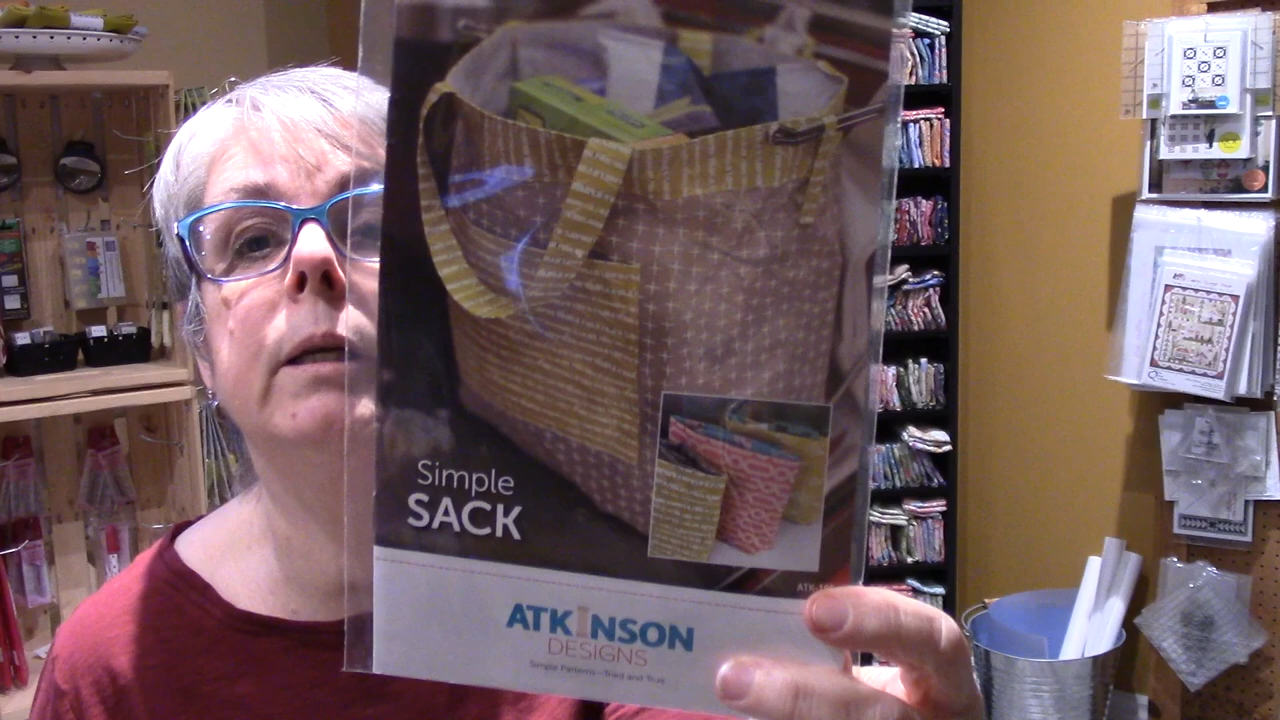 Simple
SACK
ATKINSON
DESIGNS
Simple Patterns—Tried and True